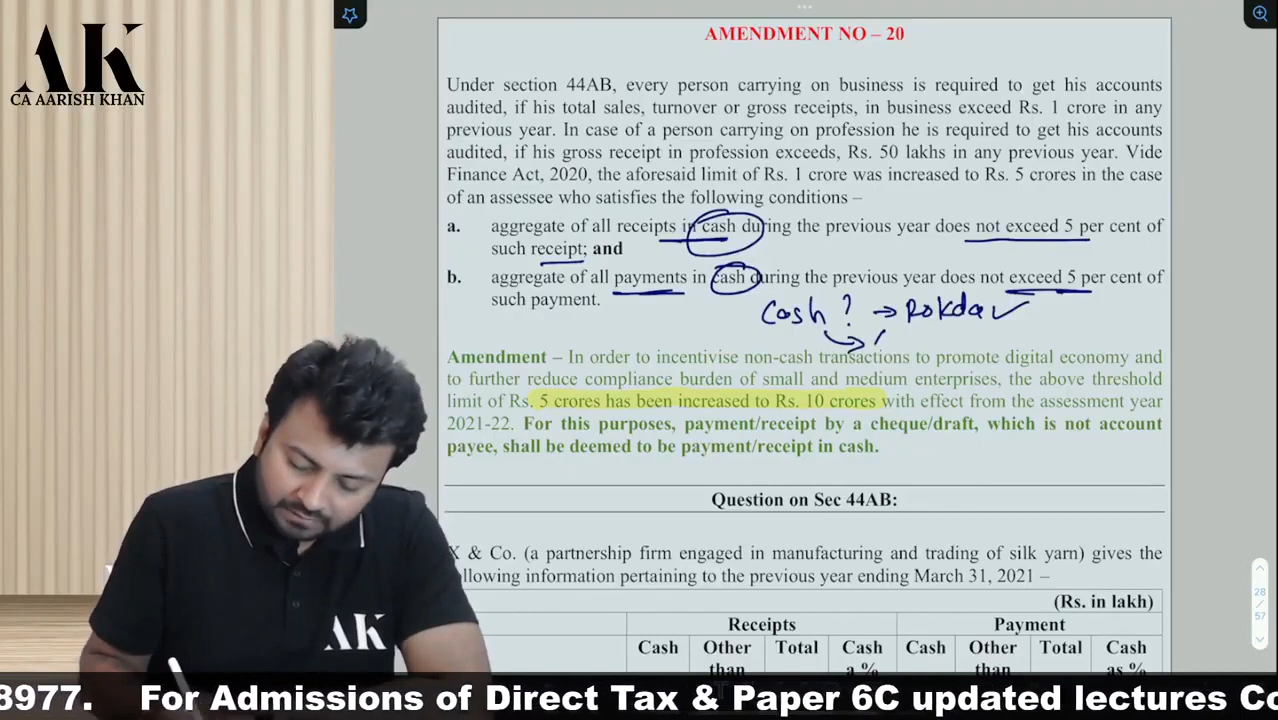 AK
CA AARISH KHAN
AMENDMENT NO – 20
Under section 44AB, every person carrying on business is required to get his accounts
audited, if his total sales, turnover or gross receipts, in business exceed Rs. 1 crore in any
previous year. In case of a person carrying on profession he is required to get his accounts
audited, if his gross receipt in profession exceeds, Rs. 50 lakhs in any previous year. Vide
Finance Act, 2020, the aforesaid limit of Rs. 1 crore was increased to Rs. 5 crores in the case
of an assessee who satisfies the following conditions –
a. aggregate of all receipts in cash during the previous year does not exceed 5 per cent of
such receipt; and
b. aggregate of all payments in cash during the previous year does not exceed 5 per cent of
such payment.
Cash ? → Rokda ✓
Amendment – In order to incentivise non-cash transactions to promote digital economy and
to further reduce compliance burden of small and medium enterprises, the above threshold
limit of Rs. 5 crores has been increased to Rs. 10 crores with effect from the assessment year
2021-22. For this purposes, payment/receipt by a cheque/draft, which is not account
payee, shall be deemed to be payment/receipt in cash.
Question on Sec 44AB:
X & Co. (a partnership firm engaged in manufacturing and trading of silk yarn) gives the
following information pertaining to the previous year ending March 31, 2021 –
(Rs. in lakh)
Receipts Payment
Cash Other Total Cash Cash Other Total Cash
than a % than as %
28
/
57
AK
8977. For Admissions of Direct Tax & Paper 6C updated lectures Co